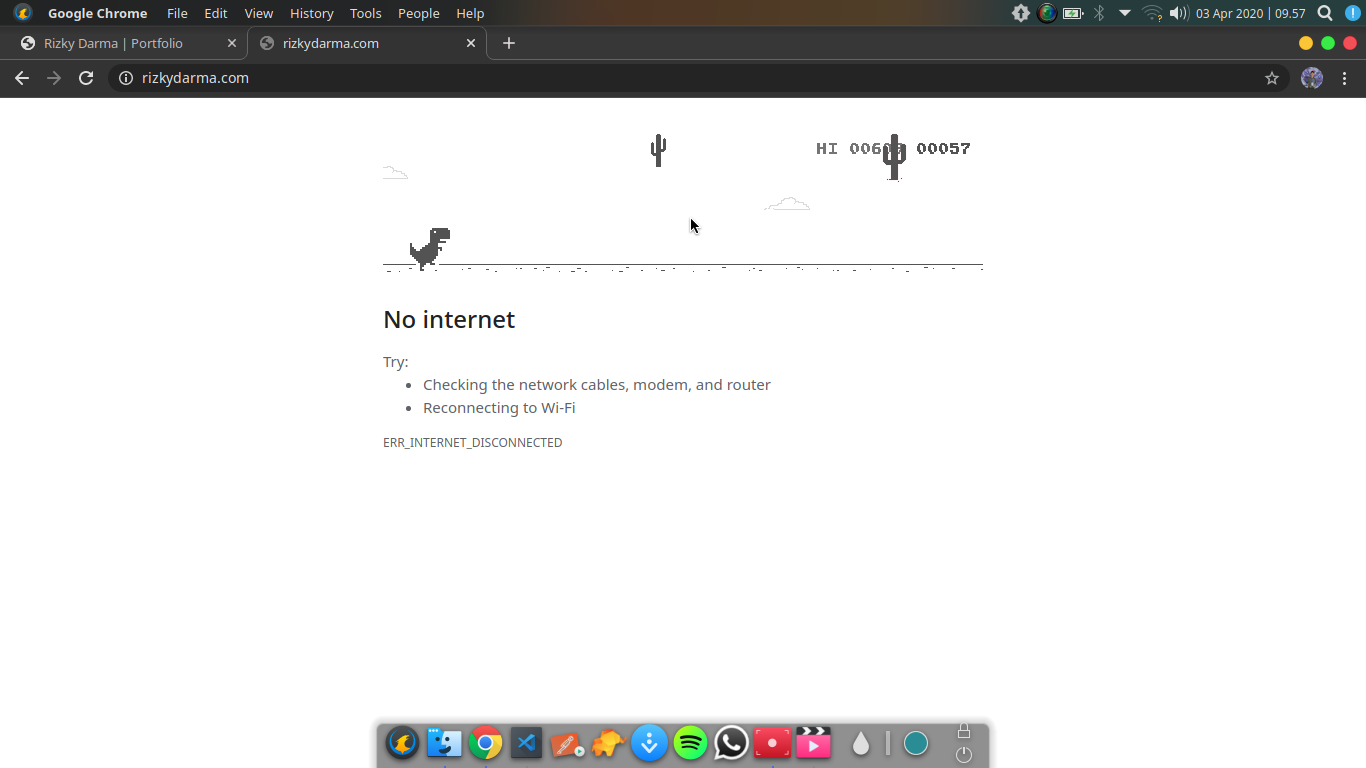 Google Chrome File Edit View History Tools People Help 03 Apr 2020 | 09.57
Rizky Darma | Portfolio rizkydarma.com
rizkydarma.com
HI 00057
No internet
Try:
Checking the network cables, modem, and router
Reconnecting to Wi-Fi
ERR_INTERNET_DISCONNECTED